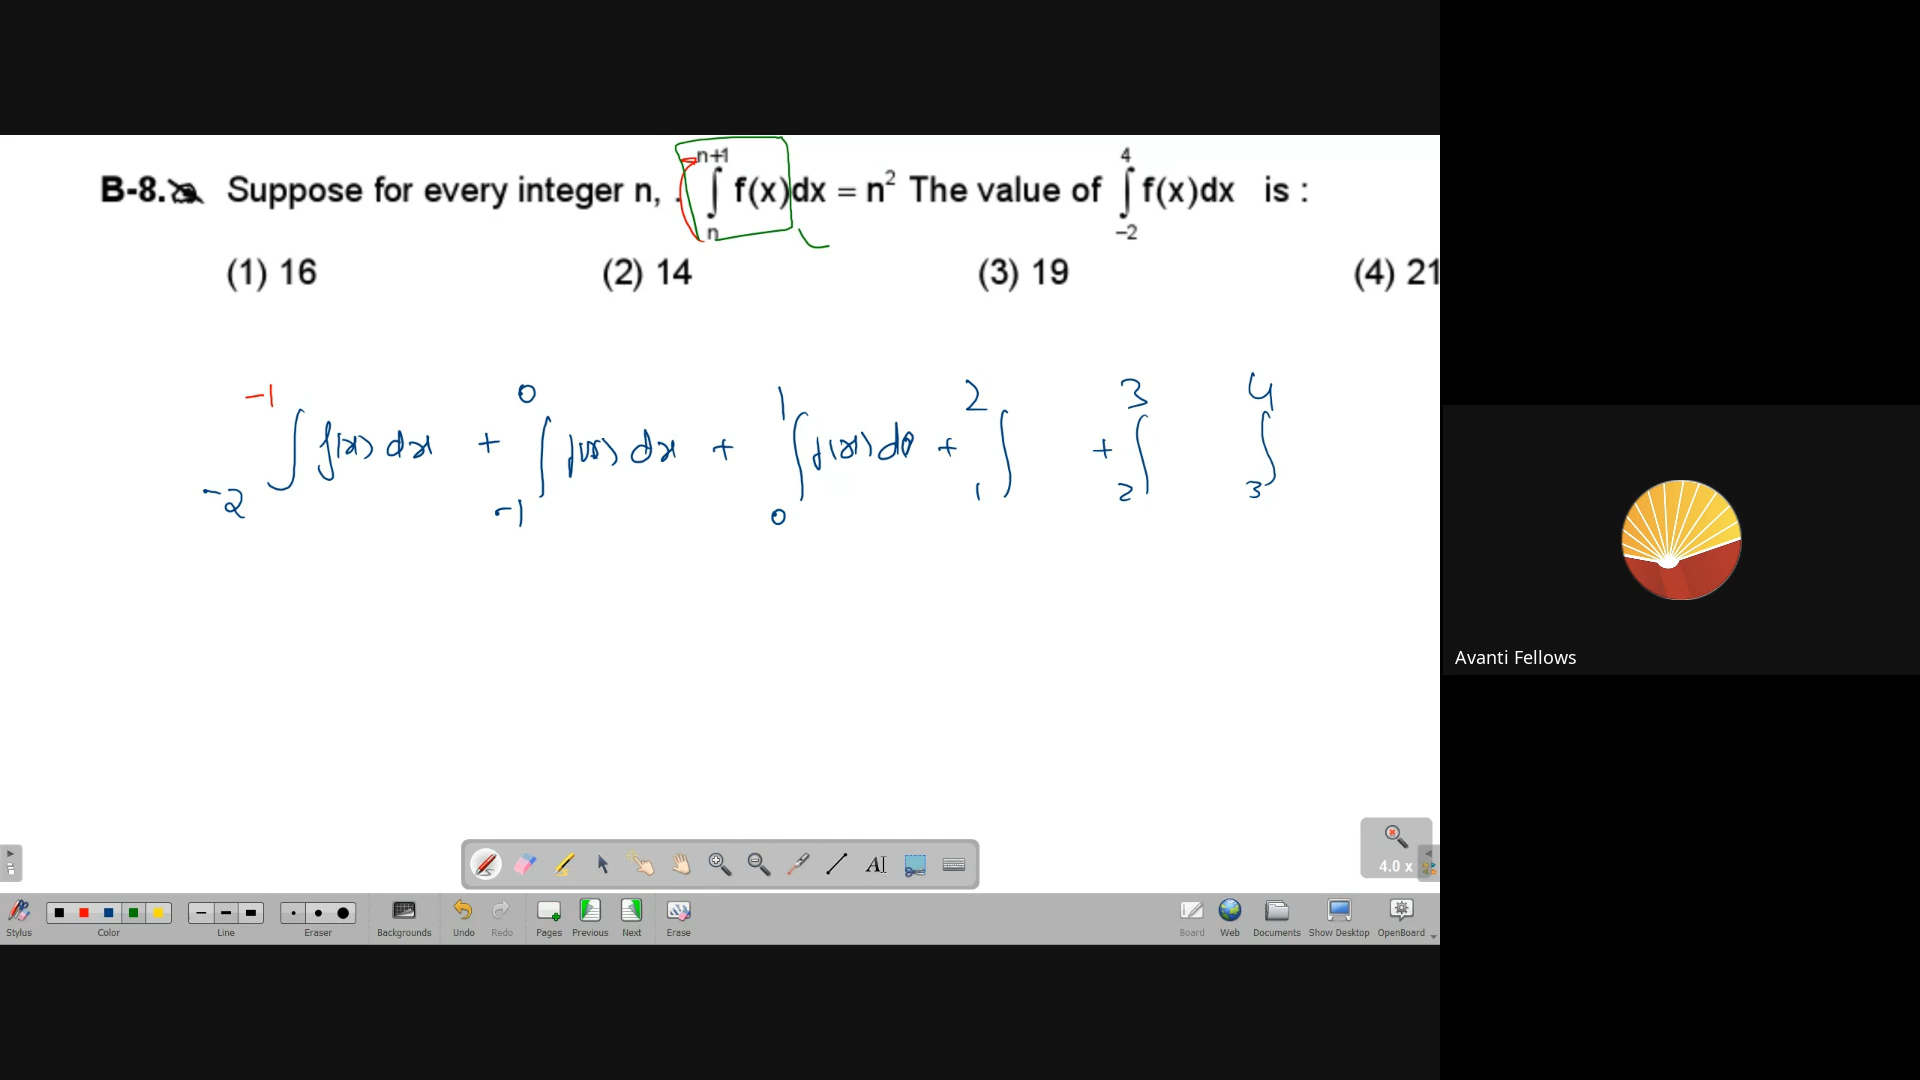 B-8. Suppose for every integer n, ∫ₙⁿ⁺¹ f(x)dx = n² The value of ∫₋₂⁴ f(x)dx is :
(1) 16 (2) 14 (3) 19 (4) 21
∫₋₂⁻¹ f(x) dx + ∫₋₁⁰ f(x) dx + ∫₀¹ f(x) dθ + ∫₁² + ∫₂³ ∫₃⁴
Avanti Fellows
4.0 x
Stylus Color Line Eraser Backgrounds Undo Redo Pages Previous Next Erase Board Web Documents Show Desktop OpenBoard